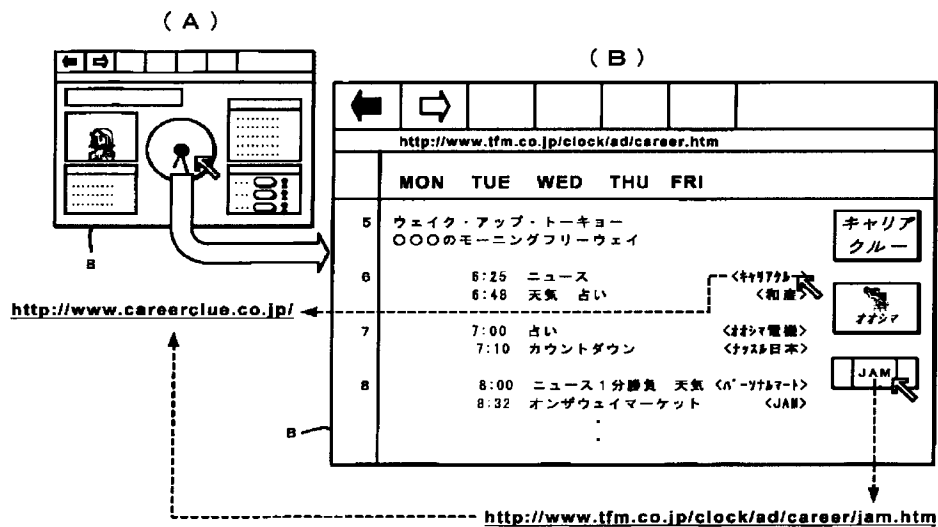 (A)
(B)
http://www.tfm.co.jp/clock/ad/career.htm
MON TUE WED THU FRI
5 ウェイク・アップ・トーキョー
〇〇〇のモーニングフリーウェイ
キャリア
クルー
6 6:25 ニュース <キャリアクルー>
6:48 天気 占い <和産>
オオシマ
7 7:00 占い <オオシマ電機>
7:10 カウントダウン <ナッスル日本>
8 8:00 ニュース1分勝負 天気 <パーソナルマート>
8:32 オンザウェイマーケット <JAM>
JAM
B
B
http://www.careerclue.co.jp/
http://www.tfm.co.jp/clock/ad/career/jam.htm